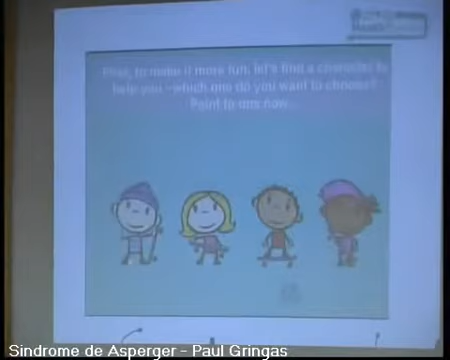 Phil, to make it more fun, let's find a character to
help you - which one do you want to choose?
Point to one now...
Sindrome de Asperger - Paul Gringas